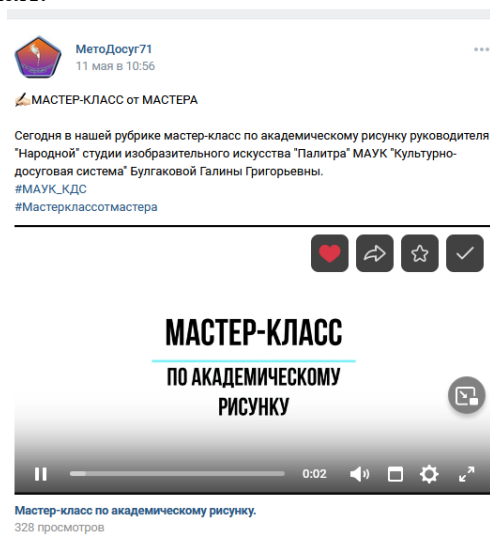 МетоДосуг71
11 мая в 10:56
✍МАСТЕР-КЛАСС от МАСТЕРА
Сегодня в нашей рубрике мастер-класс по академическому рисунку руководителя
"Народной" студии изобразительного искусства "Палитра" МАУК "Культурно-
досуговая система" Булгаковой Галины Григорьевны.
#МАУК_КДС
#Мастерклассотмастера
МАСТЕР-КЛАСС
ПО АКАДЕМИЧЕСКОМУ
РИСУНКУ
0:02
Мастер-класс по академическому рисунку.
328 просмотров